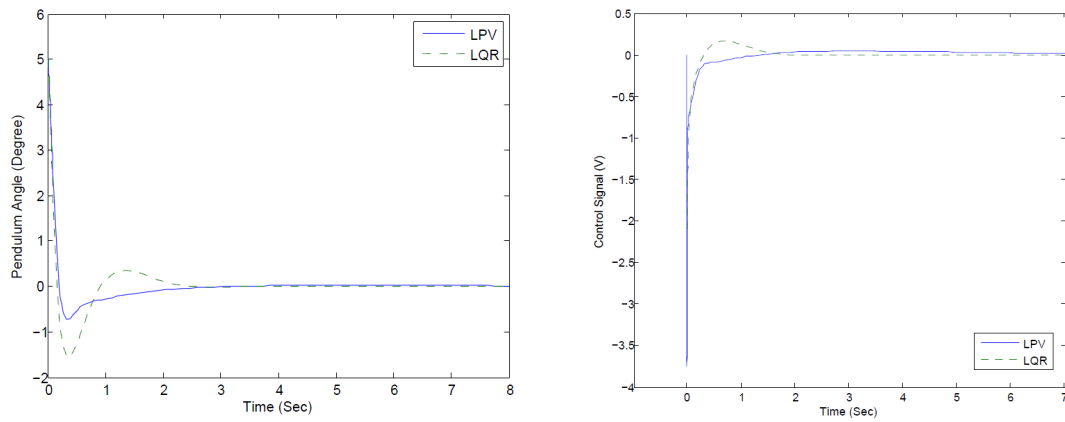 6
5
4
3
2
1
0
−1
−2
0 1 2 3 4 5 6 7 8
Pendulum Angle (Degree)
Time (Sec)
LPV
LQR
0.5
0
−0.5
−1
−1.5
−2
−2.5
−3
−3.5
−4
0 1 2 3 4 5 6 7
Control Signal (V)
Time (Sec)
LPV
LQR